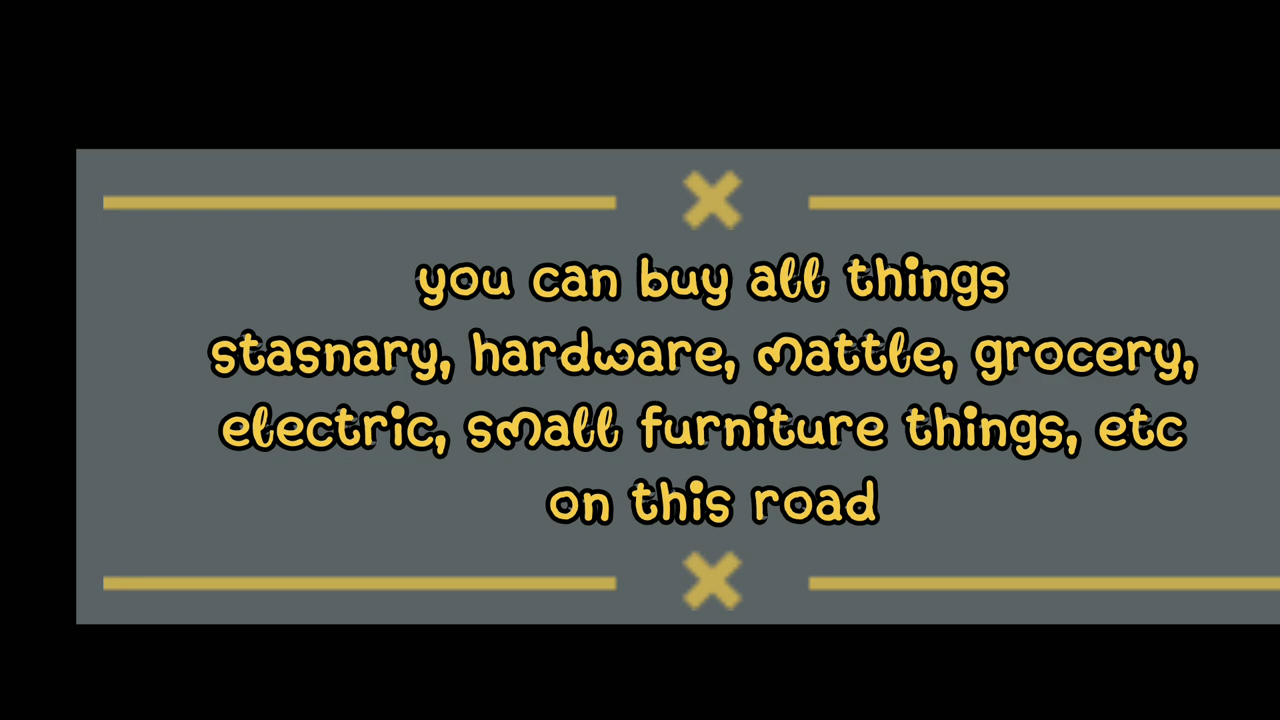 you can buy all things
stasnary, hardware, mattle, grocery,
electric, small furniture things, etc
on this road